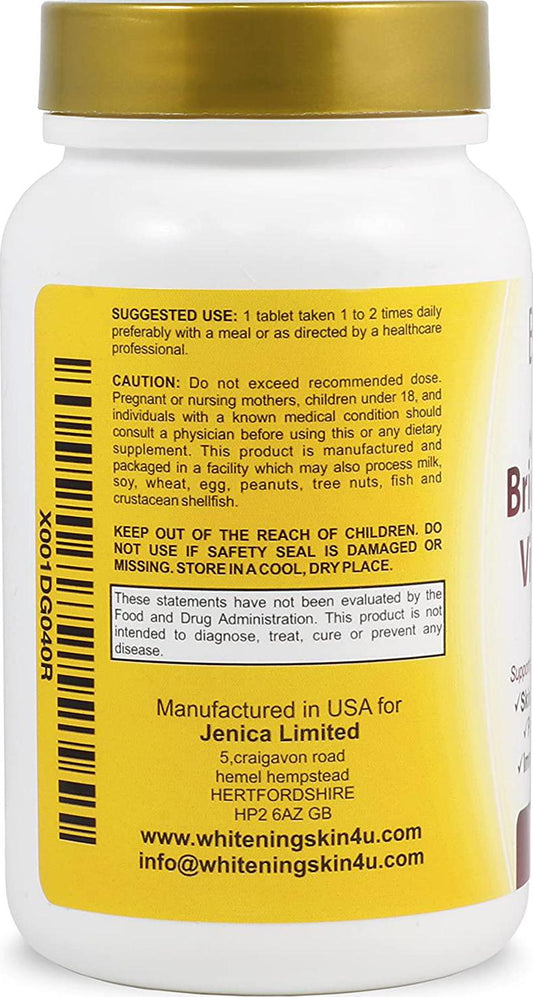 SUGGESTED USE: 1 tablet taken 1 to 2 times daily
preferably with a meal or as directed by a healthcare
professional.
CAUTION: Do not exceed recommended dose.
Pregnant or nursing mothers, children under 18, and
individuals with a known medical condition should
consult a physician before using this or any dietary
supplement. This product is manufactured and
packaged in a facility which may also process milk,
soy, wheat, egg, peanuts, tree nuts, fish and
crustacean shellfish.
KEEP OUT OF THE REACH OF CHILDREN. DO
NOT USE IF SAFETY SEAL IS DAMAGED OR
MISSING. STORE IN A COOL, DRY PLACE.
These statements have not been evaluated by the
Food and Drug Administration. This product is not
intended to diagnose, treat, cure or prevent any
disease.
Manufactured in USA for
Jenica Limited
5,craigavon road
hemel hempstead
HERTFORDSHIRE
HP2 6AZ GB
www.whiteningskin4u.com
info@whiteningskin4u.com
X001DG040R